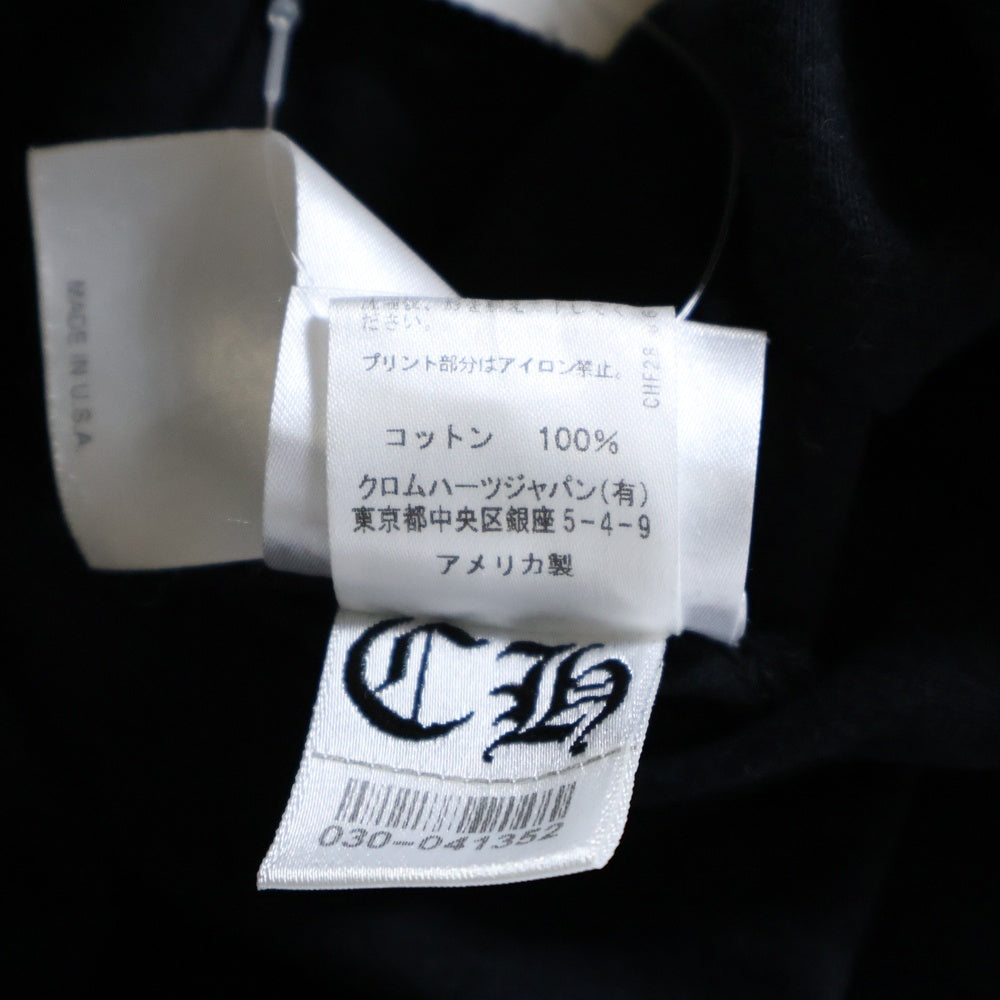 MADE IN U.S.A.
ださい。
プリント部分はアイロン禁止。
CHF28
コットン 100%
クロムハーツジャパン(有)
東京都中央区銀座5-4-9
アメリカ製
CH
030-041352